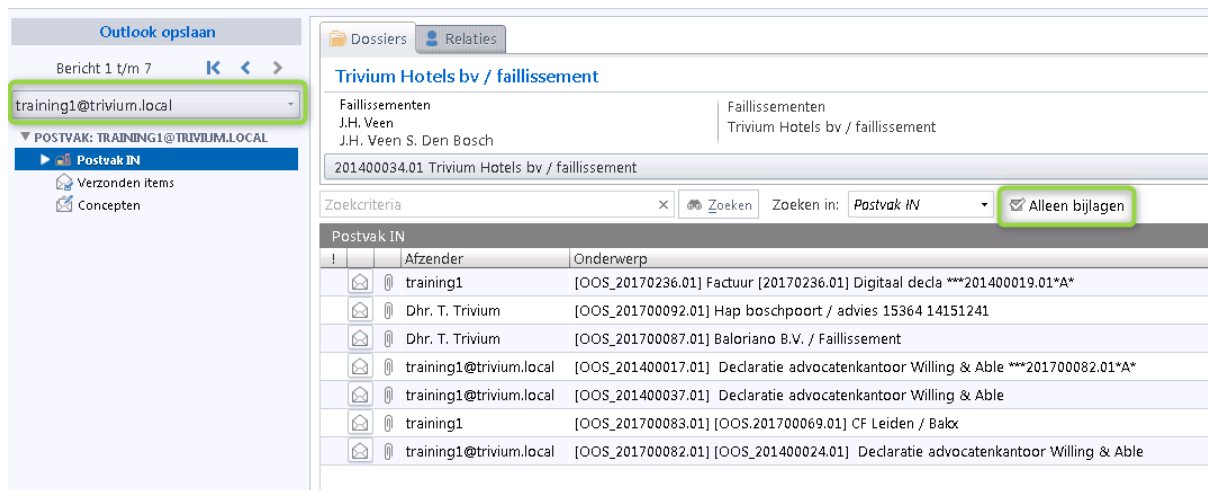 Outlook opslaan
Bericht 1 t/m 7
training1@trivium.local
POSTVAK: TRAINING1@TRIVIUM.LOCAL
Postvak IN
Verzonden items
Concepten
Dossiers Relaties
Trivium Hotels bv / faillissement
Faillissementen
J.H. Veen
J.H. Veen S. Den Bosch
Faillissementen
Trivium Hotels bv / faillissement
201400034.01 Trivium Hotels bv / faillissement
Zoekcriteria Zoeken Zoeken in: Postvak IN Alleen bijlagen
Postvak IN
! Afzender Onderwerp
training1 [OOS_20170236.01] Factuur [20170236.01] Digitaal decla ***201400019.01*A*
Dhr. T. Trivium [OOS_201700092.01] Hap boschpoort / advies 15364 14151241
Dhr. T. Trivium [OOS_201700087.01] Baloriano B.V. / Faillissement
training1@trivium.local [OOS_201400017.01] Declaratie advocatenkantoor Willing & Able ***201700082.01*A*
training1@trivium.local [OOS_201400037.01] Declaratie advocatenkantoor Willing & Able
training1 [OOS_201700083.01] [OOS.201700069.01] CF Leiden / Bakx
training1@trivium.local [OOS_201700082.01] [OOS_201400024.01] Declaratie advocatenkantoor Willing & Able